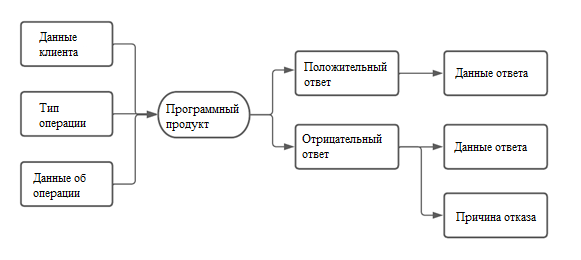 Данные
клиента
Тип
операции
Данные об
операции
Программный
продукт
Положительный
ответ
Данные ответа
Отрицательный
ответ
Данные ответа
Причина отказа